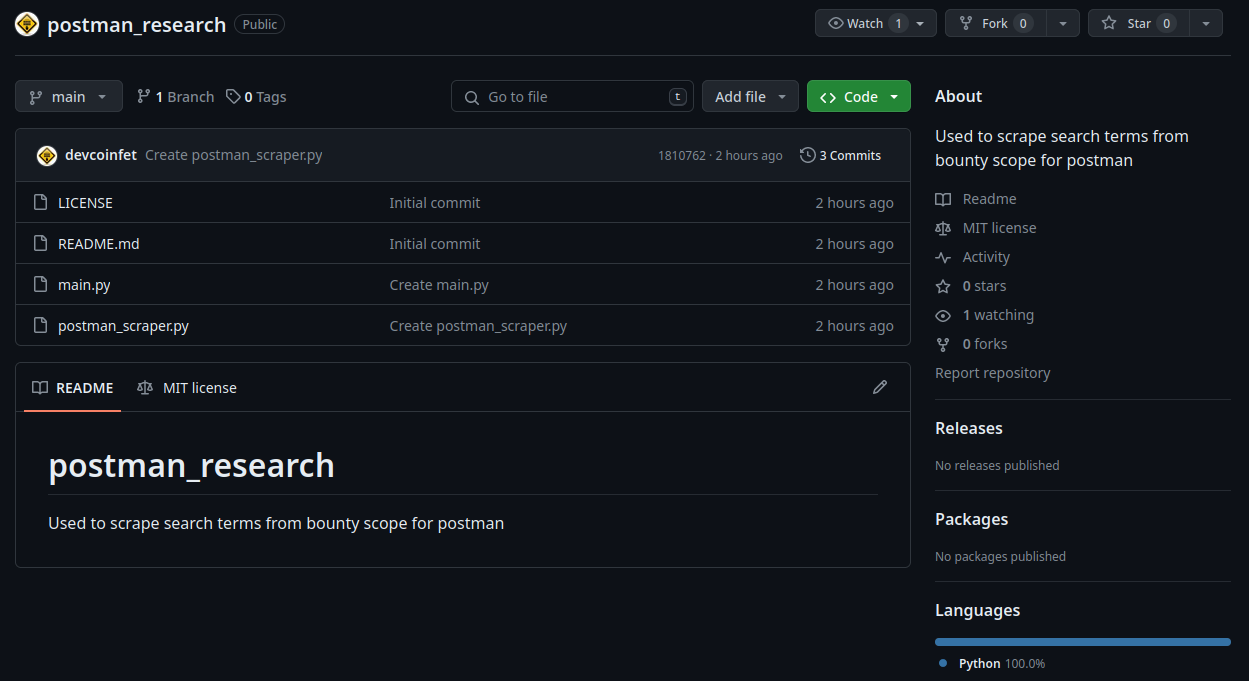 postman_research Public Watch 1 Fork 0 Star 0
main 1 Branch 0 Tags Go to file t Add file Code
devcoinfet Create postman_scraper.py 1810762 · 2 hours ago 3 Commits
LICENSE Initial commit 2 hours ago
README.md Initial commit 2 hours ago
main.py Create main.py 2 hours ago
postman_scraper.py Create postman_scraper.py 2 hours ago
README MIT license
postman_research
Used to scrape search terms from bounty scope for postman
About
Used to scrape search terms from
bounty scope for postman
Readme
MIT license
Activity
0 stars
1 watching
0 forks
Report repository
Releases
No releases published
Packages
No packages published
Languages
Python 100.0%